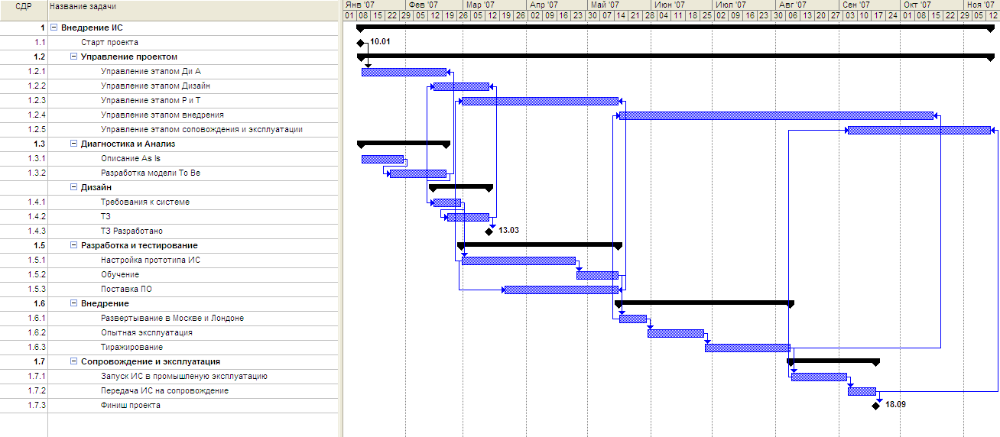 СДР Название задачи Янв '07 Фев '07 Мар '07 Апр '07 Май '07 Июн '07 Июл '07 Авг '07 Сен '07 Окт '07 Ноя '07
01 08 15 22 29 05 12 19 26 05 12 19 26 02 09 16 23 30 07 14 21 28 04 11 18 25 02 09 16 23 30 06 13 20 27 03 10 17 24 01 08 15 22 29 05 12
1 Внедрение ИС
1.1 Старт проекта 10.01
1.2 Управление проектом
1.2.1 Управление этапом Ди А
1.2.2 Управление этапом Дизайн
1.2.3 Управление этапом Р и Т
1.2.4 Управление этапом внедрения
1.2.5 Управление этапом соповождения и эксплуатации
1.3 Диагностика и Анализ
1.3.1 Описание As Is
1.3.2 Разработка модели To Be
Дизайн
1.4.1 Требования к системе
1.4.2 ТЗ
1.4.3 ТЗ Разработано 13.03
1.5 Разработка и тестирование
1.5.1 Настройка прототипа ИС
1.5.2 Обучение
1.5.3 Поставка ПО
1.6 Внедрение
1.6.1 Развертывание в Москве и Лондоне
1.6.2 Опытная эксплуатация
1.6.3 Тиражирование
1.7 Сопровождение и эксплуатация
1.7.1 Запуск ИС в промышленую эксплуатацию
1.7.2 Передача ИС на сопровождение
1.7.3 Финиш проекта 18.09